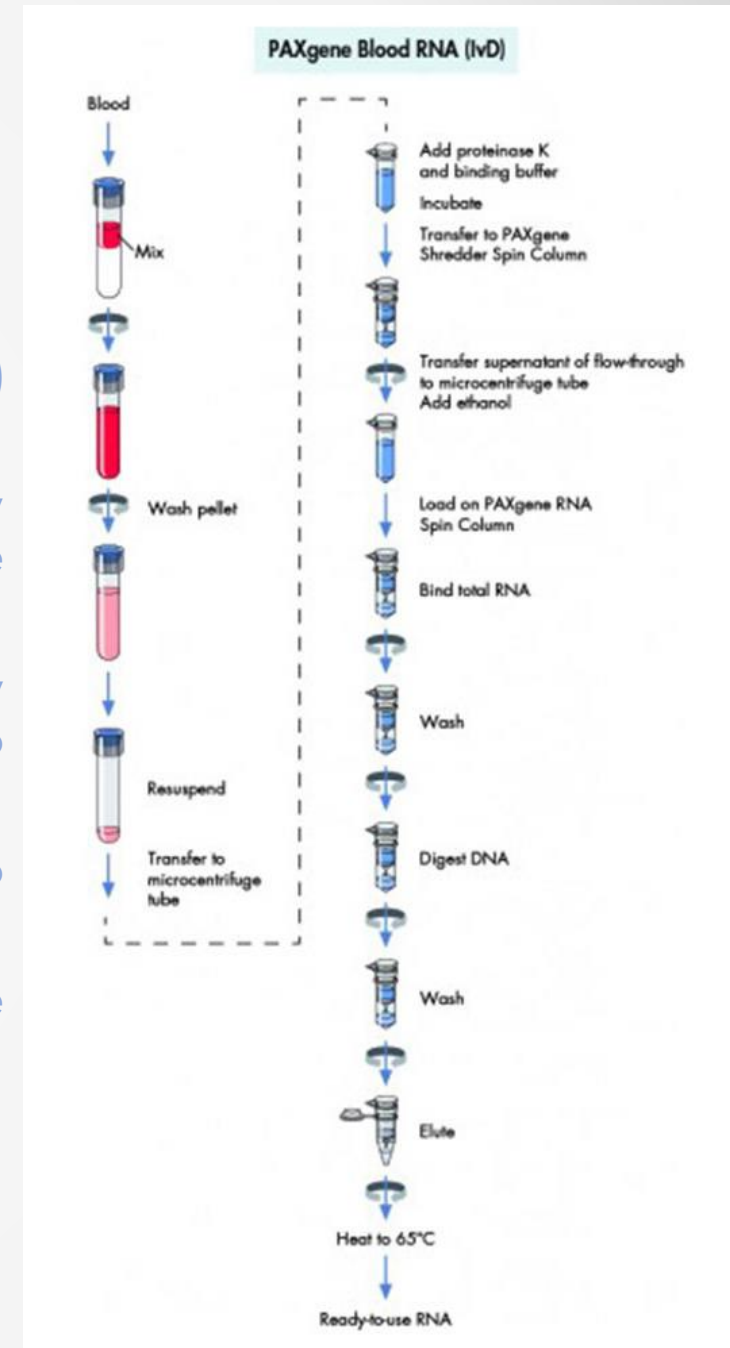 PAXgene Blood RNA (IvD)
Blood
Mix
Wash pellet
Resuspend
Transfer to
microcentrifuge
tube
Add proteinase K
and binding buffer
Incubate
Transfer to PAXgene
Shredder Spin Column
Transfer supernatant of flow-through
to microcentrifuge tube
Add ethanol
Load on PAXgene RNA
Spin Column
Bind total RNA
Wash
Digest DNA
Wash
Elute
Heat to 65°C
Ready-to-use RNA